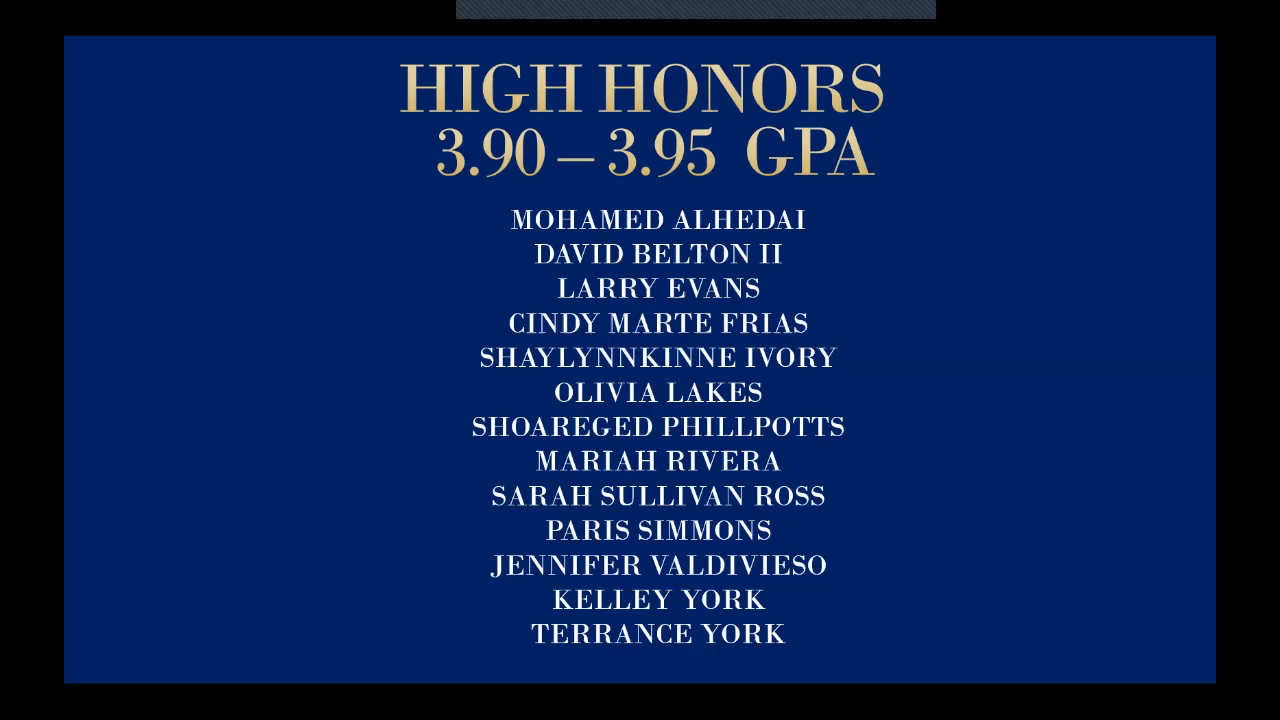 HIGH HONORS
3.90 – 3.95 GPA
MOHAMED ALHEDAI
DAVID BELTON II
LARRY EVANS
CINDY MARTE FRIAS
SHAYLYNNKINNE IVORY
OLIVIA LAKES
SHOAREGED PHILLPOTTS
MARIAH RIVERA
SARAH SULLIVAN ROSS
PARIS SIMMONS
JENNIFER VALDIVIESO
KELLEY YORK
TERRANCE YORK